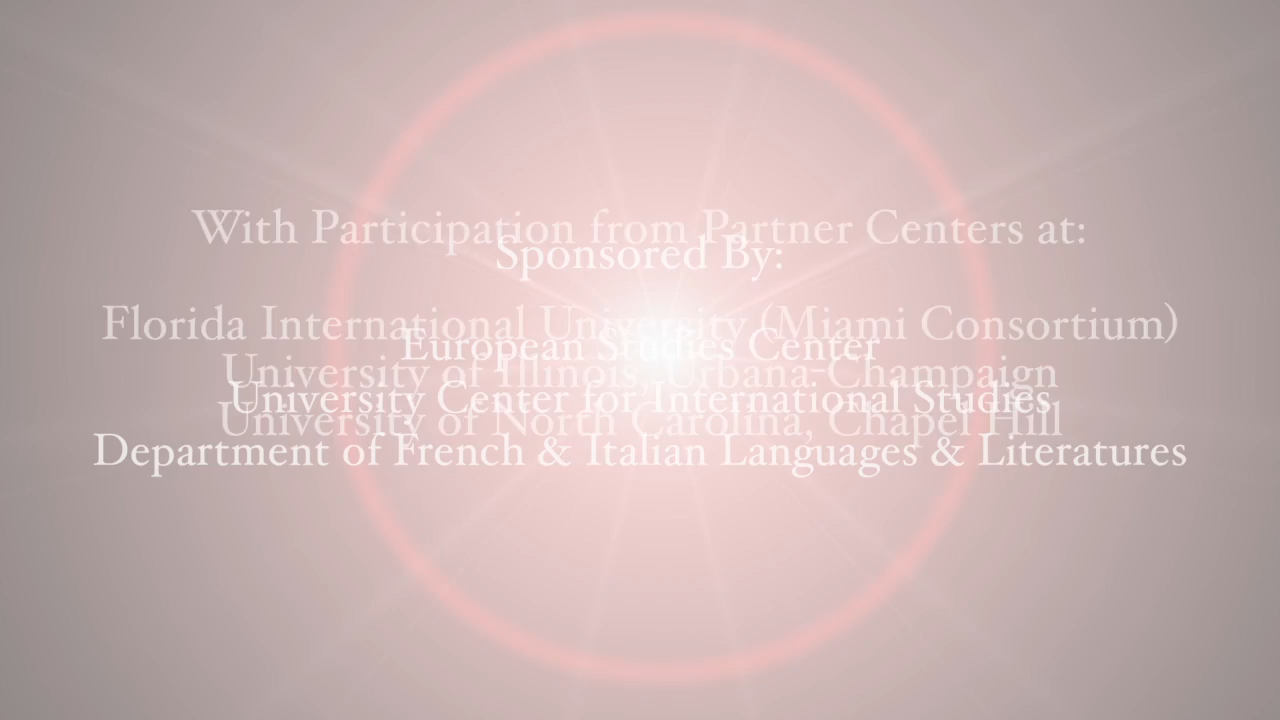 With Participation from Partner Centers at:
Sponsored By:
Florida International University (Miami Consortium)
European Studies Center
University of Illinois, Urbana-Champaign
University Center for International Studies
University of North Carolina, Chapel Hill
Department of French & Italian Languages & Literatures